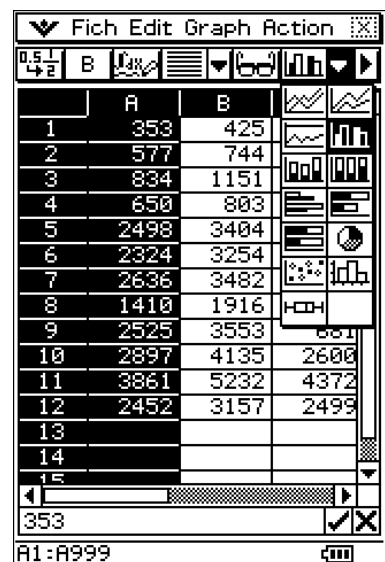 Fich Edit Graph Action
0.5 1 2 B
A B
1 353 425
2 577 744
3 834 1151
4 650 803
5 2498 3404
6 2324 3254
7 2636 3482
8 1410 1916
9 2525 3553 681
10 2897 4135 2600
11 3861 5232 4372
12 2452 3157 2499
13
14
15
353
A1:A999